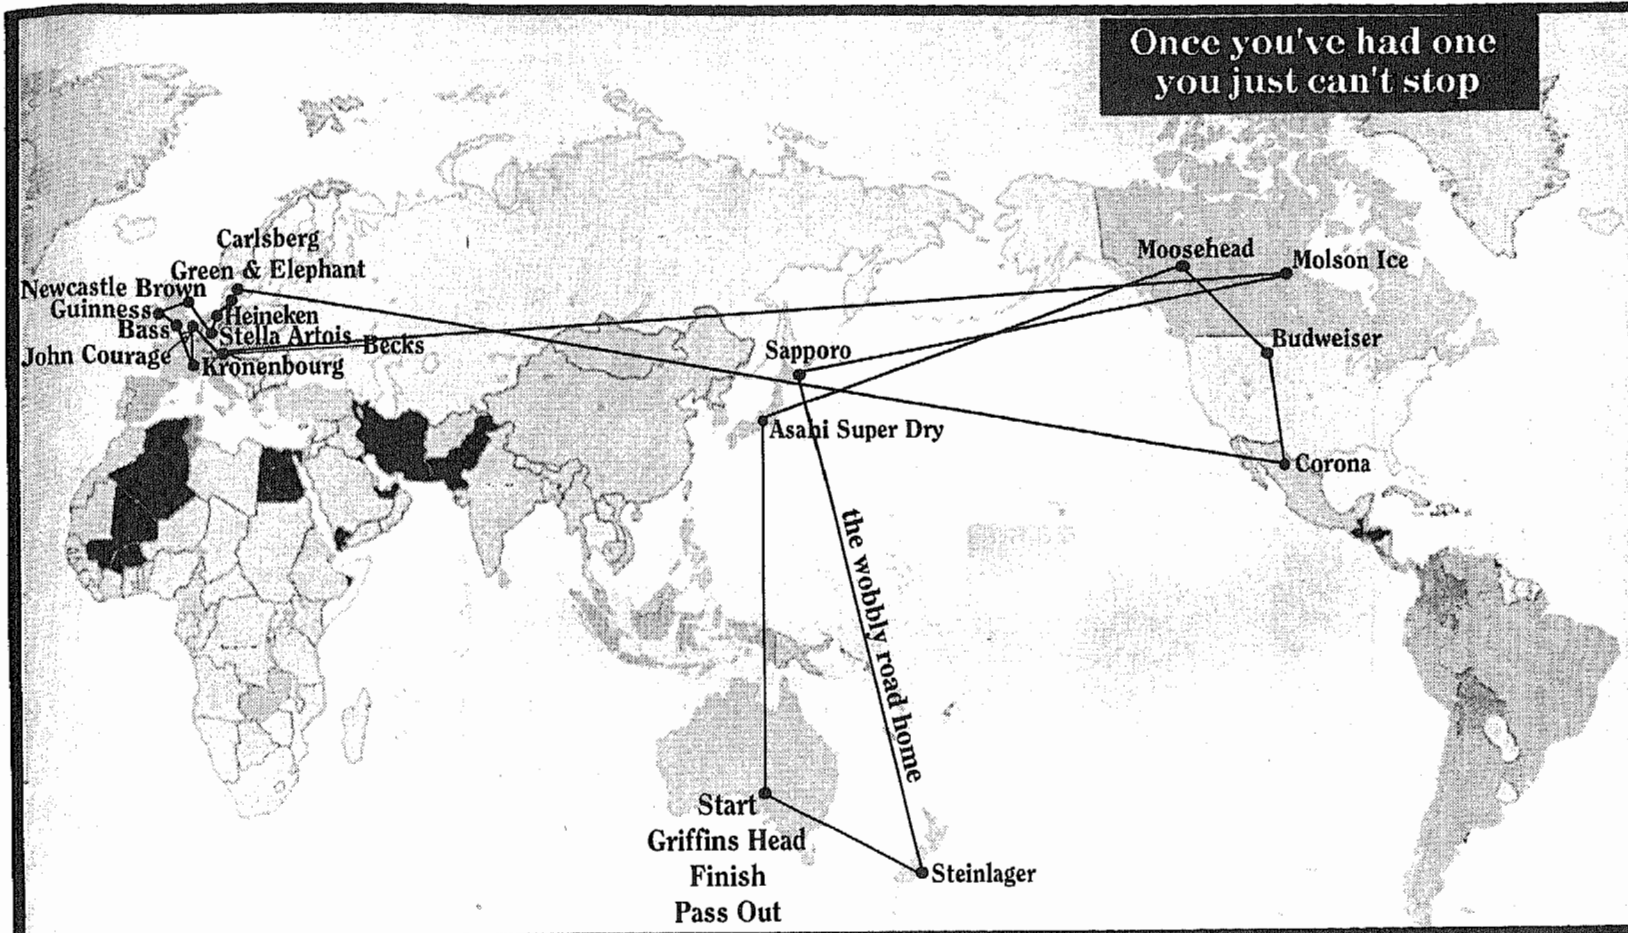 Once you've had one
you just can't stop
Carlsberg
Green & Elephant
Newcastle Brown
Guinness
Heineken
Bass
Stella Artois
Becks
John Courage
Kronenbourg
Moosehead
Molson Ice
Budweiser
Sapporo
Asahi Super Dry
Corona
the wobbly road home
Start
Griffins Head
Finish
Pass Out
Steinlager